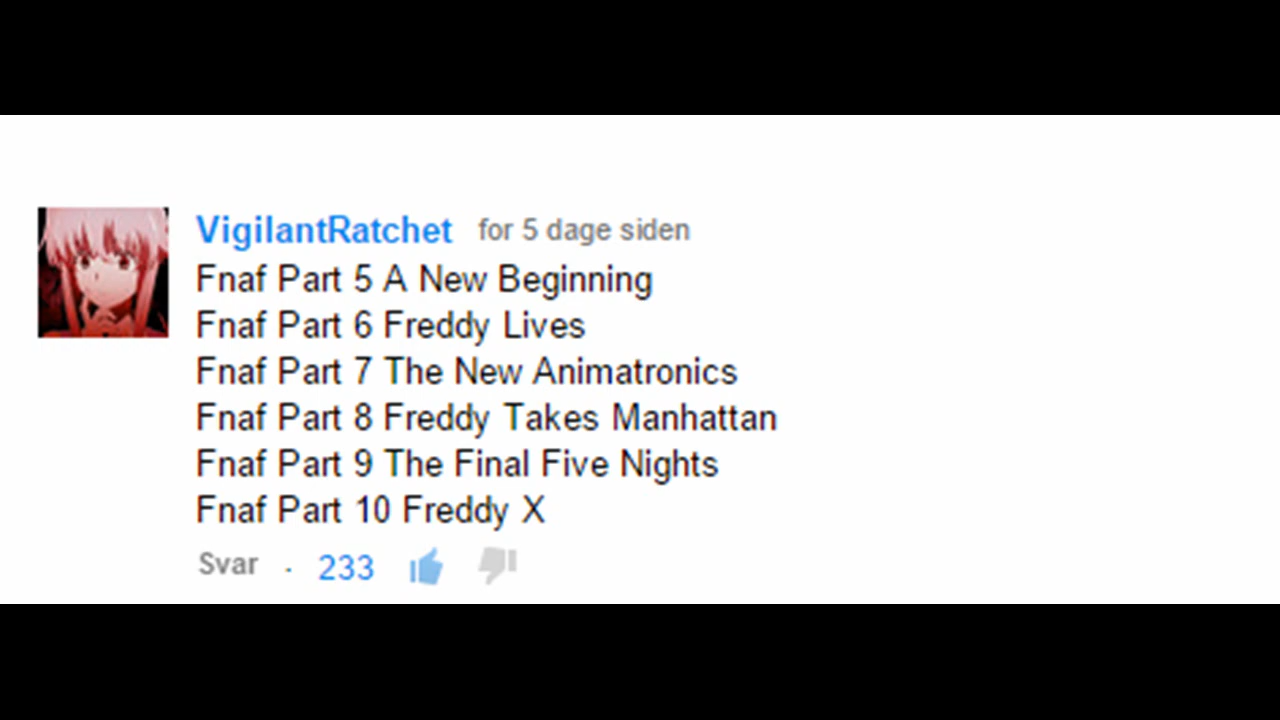 VigilantRatchet for 5 dage siden
Fnaf Part 5 A New Beginning
Fnaf Part 6 Freddy Lives
Fnaf Part 7 The New Animatronics
Fnaf Part 8 Freddy Takes Manhattan
Fnaf Part 9 The Final Five Nights
Fnaf Part 10 Freddy X
Svar · 233